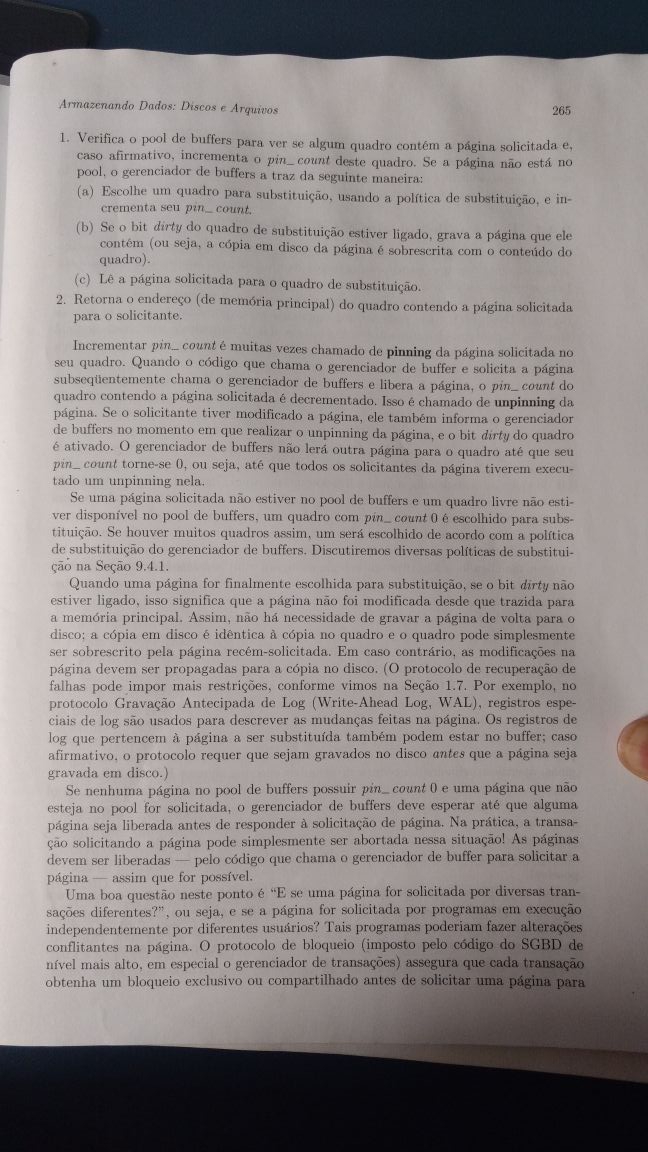 Armazenando Dados: Discos e Arquivos 265
1. Verifica o pool de buffers para ver se algum quadro contém a página solicitada e,
caso afirmativo, incrementa o pin_count deste quadro. Se a página não está no
pool, o gerenciador de buffers a traz da seguinte maneira:
(a) Escolhe um quadro para substituição, usando a política de substituição, e in-
crementa seu pin_count.
(b) Se o bit dirty do quadro de substituição estiver ligado, grava a página que ele
contém (ou seja, a cópia em disco da página é sobrescrita com o conteúdo do
quadro).
(c) Lê a página solicitada para o quadro de substituição.
2. Retorna o endereço (de memória principal) do quadro contendo a página solicitada
para o solicitante.
Incrementar pin_count é muitas vezes chamado de pinning da página solicitada no
seu quadro. Quando o código que chama o gerenciador de buffer e solicita a página
subseqüentemente chama o gerenciador de buffers e libera a página, o pin_count do
quadro contendo a página solicitada é decrementado. Isso é chamado de unpinning da
página. Se o solicitante tiver modificado a página, ele também informa o gerenciador
de buffers no momento em que realizar o unpinning da página, e o bit dirty do quadro
é ativado. O gerenciador de buffers não lerá outra página para o quadro até que seu
pin_count torne-se 0, ou seja, até que todos os solicitantes da página tiverem execu-
tado um unpinning nela.
Se uma página solicitada não estiver no pool de buffers e um quadro livre não esti-
ver disponível no pool de buffers, um quadro com pin_count 0 é escolhido para subs-
tituição. Se houver muitos quadros assim, um será escolhido de acordo com a política
de substituição do gerenciador de buffers. Discutiremos diversas políticas de substitui-
ção na Seção 9.4.1.
Quando uma página for finalmente escolhida para substituição, se o bit dirty não
estiver ligado, isso significa que a página não foi modificada desde que trazida para
a memória principal. Assim, não há necessidade de gravar a página de volta para o
disco; a cópia em disco é idêntica à cópia no quadro e o quadro pode simplesmente
ser sobrescrito pela página recém-solicitada. Em caso contrário, as modificações na
página devem ser propagadas para a cópia no disco. (O protocolo de recuperação de
falhas pode impor mais restrições, conforme vimos na Seção 1.7. Por exemplo, no
protocolo Gravação Antecipada de Log (Write-Ahead Log, WAL), registros espe-
ciais de log são usados para descrever as mudanças feitas na página. Os registros de
log que pertencem à página a ser substituída também podem estar no buffer; caso
afirmativo, o protocolo requer que sejam gravados no disco antes que a página seja
gravada em disco.)
Se nenhuma página no pool de buffers possuir pin_count 0 e uma página que não
esteja no pool for solicitada, o gerenciador de buffers deve esperar até que alguma
página seja liberada antes de responder à solicitação de página. Na prática, a transa-
ção solicitando a página pode simplesmente ser abortada nessa situação! As páginas
devem ser liberadas — pelo código que chama o gerenciador de buffer para solicitar a
página — assim que for possível.
Uma boa questão neste ponto é “E se uma página for solicitada por diversas tran-
sações diferentes?”, ou seja, e se a página for solicitada por programas em execução
independentemente por diferentes usuários? Tais programas poderiam fazer alterações
conflitantes na página. O protocolo de bloqueio (imposto pelo código do SGBD de
nível mais alto, em especial o gerenciador de transações) assegura que cada transação
obtenha um bloqueio exclusivo ou compartilhado antes de solicitar uma página para